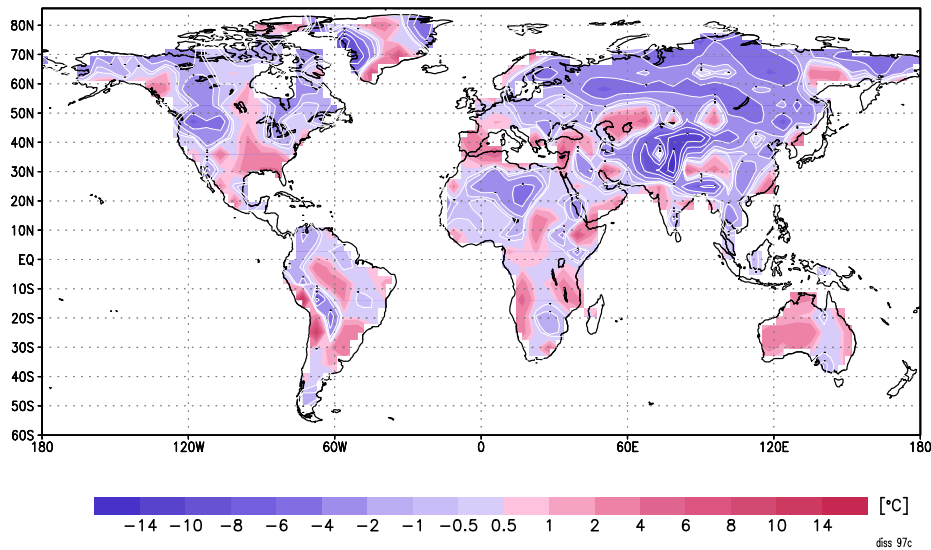 80N
70N
60N
50N
40N
30N
20N
10N
EQ
10S
20S
30S
40S
50S
60S
180 120W 60W 0 60E 120E 180
−14 −10 −8 −6 −4 −2 −1 −0.5 0.5 1 2 4 6 8 10 14 [°C]
diss 97c